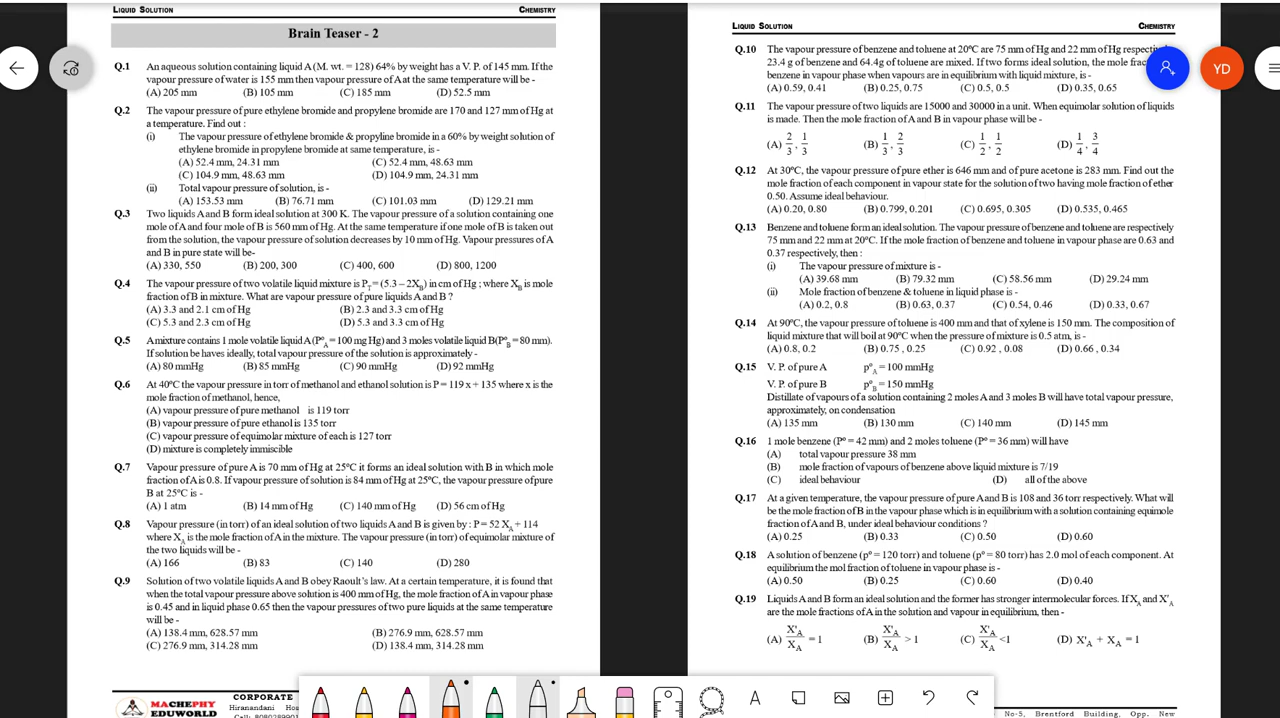 LIQUID SOLUTION CHEMISTRY
Brain Teaser - 2
Q.1 An aqueous solution containing liquid A (M. wt. = 128) 64% by weight has a V. P. of 145 mm. If the
vapour pressure of water is 155 mm then vapour pressure of A at the same temperature will be -
(A) 205 mm (B) 105 mm (C) 185 mm (D) 52.5 mm
Q.2 The vapour pressure of pure ethylene bromide and propylene bromide are 170 and 127 mm of Hg at
a temperature. Find out :
(i) The vapour pressure of ethylene bromide & propyline bromide in a 60% by weight solution of
ethylene bromide in propylene bromide at same temperature, is -
(A) 52.4 mm, 24.31 mm (C) 52.4 mm, 48.63 mm
(C) 104.9 mm, 48.63 mm (D) 104.9 mm, 24.31 mm
(ii) Total vapour pressure of solution, is -
(A) 153.53 mm (B) 76.71 mm (C) 101.03 mm (D) 129.21 mm
Q.3 Two liquids A and B form ideal solution at 300 K. The vapour pressure of a solution containing one
mole of A and four mole of B is 560 mm of Hg. At the same temperature if one mole of B is taken out
from the solution, the vapour pressure of solution decreases by 10 mm of Hg. Vapour pressures of A
and B in pure state will be-
(A) 330, 550 (B) 200, 300 (C) 400, 600 (D) 800, 1200
Q.4 The vapour pressure of two volatile liquid mixture is P_T = (5.3 – 2X_B) in cm of Hg ; where X_B is mole
fraction of B in mixture. What are vapour pressure of pure liquids A and B ?
(A) 3.3 and 2.1 cm of Hg (B) 2.3 and 3.3 cm of Hg
(C) 5.3 and 2.3 cm of Hg (D) 5.3 and 3.3 cm of Hg
Q.5 A mixture contains 1 mole volatile liquid A (P°_A = 100 mg Hg) and 3 moles volatile liquid B(P°_B = 80 mm).
If solution be haves ideally, total vapour pressure of the solution is approximately -
(A) 80 mmHg (B) 85 mmHg (C) 90 mmHg (D) 92 mmHg
Q.6 At 40°C the vapour pressure in torr of methanol and ethanol solution is P = 119 x + 135 where x is the
mole fraction of methanol, hence,
(A) vapour pressure of pure methanol is 119 torr
(B) vapour pressure of pure ethanol is 135 torr
(C) vapour pressure of equimolar mixture of each is 127 torr
(D) mixture is completely immiscible
Q.7 Vapour pressure of pure A is 70 mm of Hg at 25°C it forms an ideal solution with B in which mole
fraction of A is 0.8. If vapour pressure of solution is 84 mm of Hg at 25°C, the vapour pressure of pure
B at 25°C is -
(A) 1 atm (B) 14 mm of Hg (C) 140 mm of Hg (D) 56 cm of Hg
Q.8 Vapour pressure (in torr) of an ideal solution of two liquids A and B is given by : P = 52 X_A + 114
where X_A is the mole fraction of A in the mixture. The vapour pressure (in torr) of equimolar mixture of
the two liquids will be -
(A) 166 (B) 83 (C) 140 (D) 280
Q.9 Solution of two volatile liquids A and B obey Raoult's law. At a certain temperature, it is found that
when the total pressure above solution is 400 mm of Hg, the mole fraction of A in vapour phase
is 0.45 and in liquid phase 0.65 then the vapour pressures of two pure liquids at the same temperature
will be -
(A) 138.4 mm, 628.57 mm (B) 276.9 mm, 628.57 mm
(C) 276.9 mm, 314.28 mm (D) 138.4 mm, 314.28 mm
CORPORATE
MACHEPHY Hiranandani
EDUWORLD
LIQUID SOLUTION CHEMISTRY
Q.10 The vapour pressure of benzene and toluene at 20°C are 75 mm of Hg and 22 mm of Hg
23.4 g of benzene and 64.4g of toluene are mixed. If two forms ideal solution, the mole
benzene in vapour phase when vapours are in equilibrium with liquid mixture, is -
(A) 0.59, 0.41 (B) 0.25, 0.75 (C) 0.5, 0.5 (D) 0.35, 0.65
YD
Q.11 The vapour pressure of two liquids are 15000 and 30000 in a unit. When equimolar solution of liquids
is made. Then the mole fraction of A and B in vapour phase will be -
(A) 2/3, 1/3 (B) 1/3, 2/3 (C) 1/2, 1/2 (D) 1/4, 3/4
Q.12 At 30°C, the vapour pressure of pure ether is 646 mm and of pure acetone is 283 mm. Find out the
mole fraction of each component in vapour state for the solution of two having mole fraction of ether
0.50. Assume ideal behaviour.
(A) 0.20, 0.80 (B) 0.799, 0.201 (C) 0.695, 0.305 (D) 0.535, 0.465
Q.13 Benzene and toluene form an ideal solution. The vapour pressure of benzene and toluene are respectively
75 mm and 22 mm at 20°C. If the mole fraction of benzene and toluene in vapour phase are 0.63 and
0.37 respectively, then :
(i) The vapour pressure of mixture is -
(A) 39.68 mm (B) 79.32 mm (C) 58.56 mm (D) 29.24 mm
(ii) Mole fraction of benzene & toluene in liquid phase is -
(A) 0.2, 0.8 (B) 0.63, 0.37 (C) 0.54, 0.46 (D) 0.33, 0.67
Q.14 At 90°C, the vapour pressure of toluene is 400 mm and that of xylene is 150 mm. The composition of
liquid mixture that will boil at 90°C when the pressure of mixture is 0.5 atm, is -
(A) 0.8, 0.2 (B) 0.75 , 0.25 (C) 0.92 , 0.08 (D) 0.66 , 0.34
Q.15 V. P. of pure A p°_A = 100 mmHg
V. P. of pure B p°_B = 150 mmHg
Distillate of vapours of a solution containing 2 moles A and 3 moles B will have total vapour pressure,
approximately, on condensation
(A) 135 mm (B) 130 mm (C) 140 mm (D) 145 mm
Q.16 1 mole benzene (P° = 42 mm) and 2 moles toluene (P° = 36 mm) will have
(A) total vapour pressure 38 mm
(B) mole fraction of vapours of benzene above liquid mixture is 7/19
(C) ideal behaviour (D) all of the above
Q.17 At a given temperature, the vapour pressure of pure A and B is 108 and 36 torr respectively. What will
be the mole fraction of B in the vapour phase which is in equilibrium with a solution containing equimole
fraction of A and B, under ideal behaviour conditions ?
(A) 0.25 (B) 0.33 (C) 0.50 (D) 0.60
Q.18 A solution of benzene (p° = 120 torr) and toluene (p° = 80 torr) has 2.0 mol of each component. At
equilibrium the mol fraction of toluene in vapour phase is -
(A) 0.50 (B) 0.25 (C) 0.60 (D) 0.40
Q.19 Liquids A and B form an ideal solution and the former has stronger intermolecular forces. If X_A and X'_A
are the mole fractions of A in the solution and vapour in equilibrium, then -
(A) X'_A/X_A = 1 (B) X'_A/X_A > 1 (C) X'_A/X_A <1 (D) X'_A + X_A = 1
No-5, Brentford Building, Opp. New